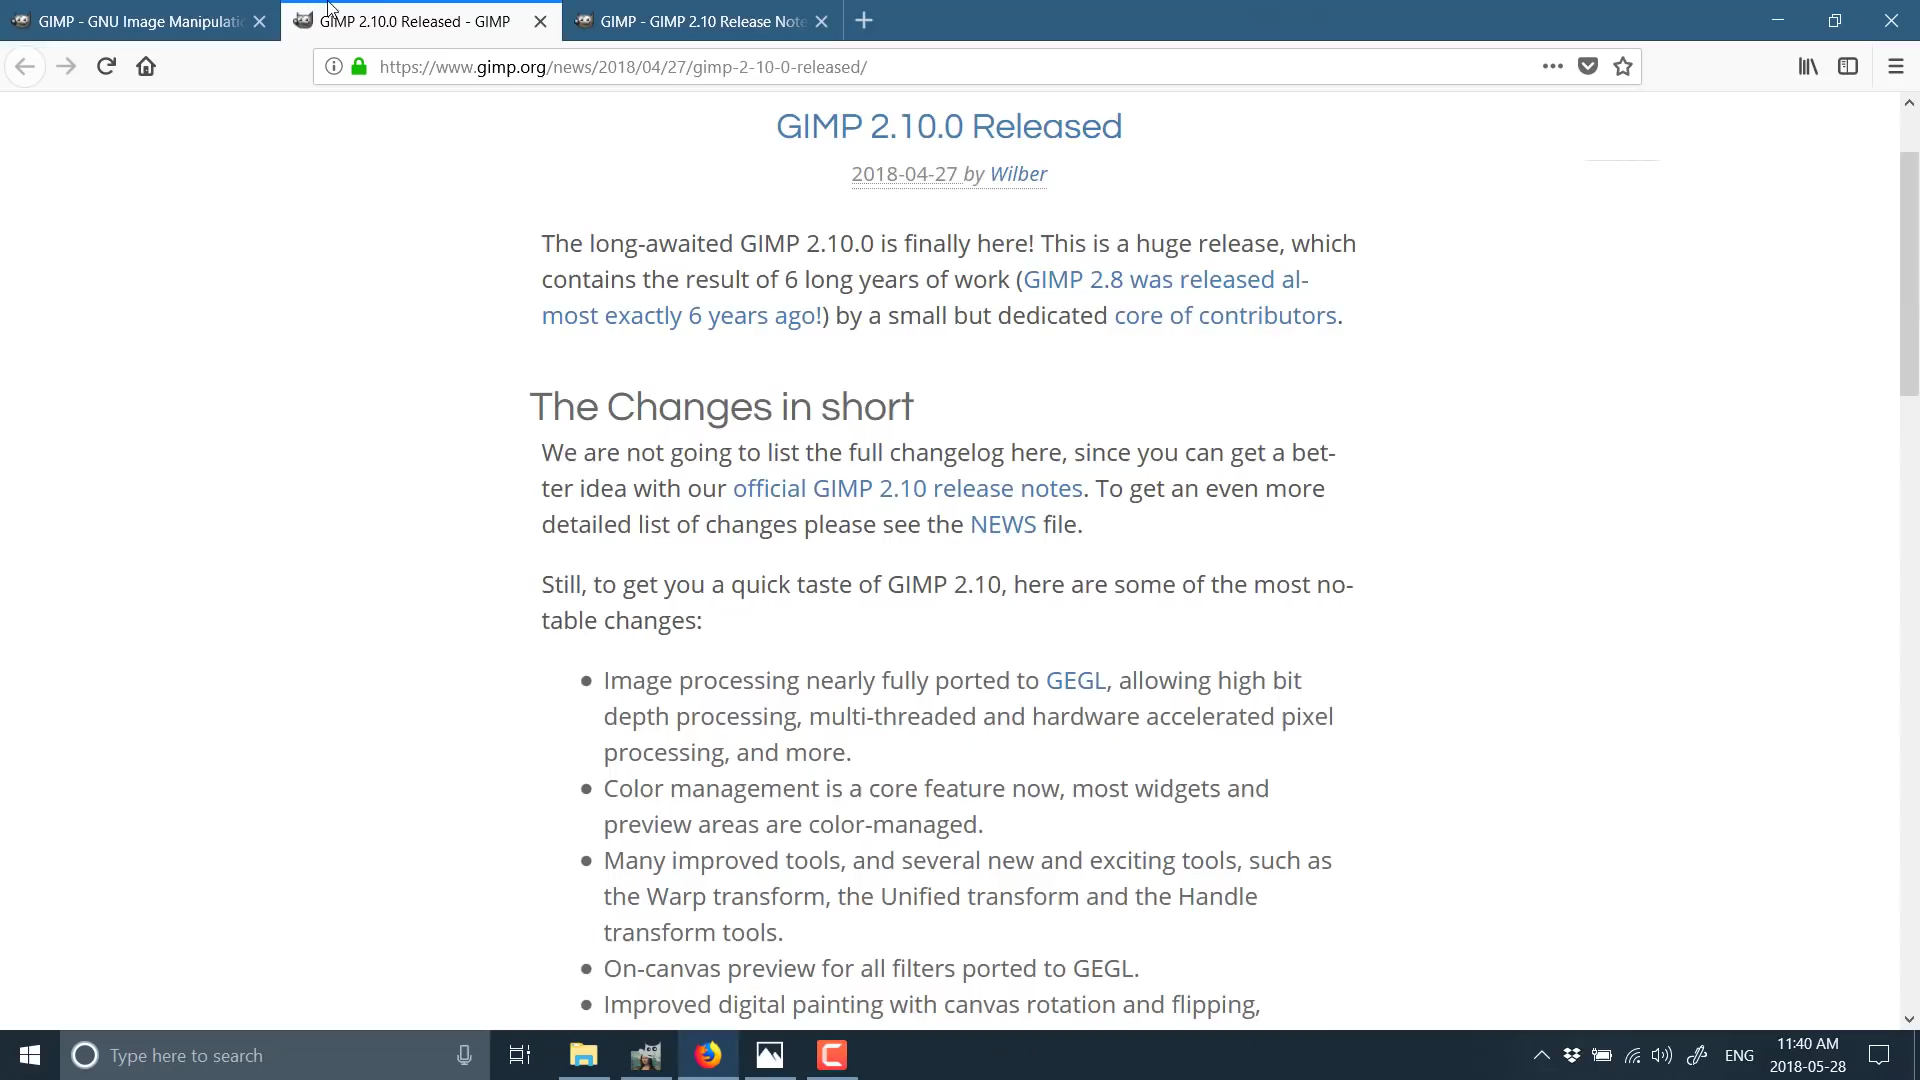 GIMP - GNU Image Manipulati
GIMP 2.10.0 Released - GIMP
GIMP - GIMP 2.10 Release Note
https://www.gimp.org/news/2018/04/27/gimp-2-10-0-released/
GIMP 2.10.0 Released
2018-04-27 by Wilber
The long-awaited GIMP 2.10.0 is finally here! This is a huge release, which
contains the result of 6 long years of work (GIMP 2.8 was released al-
most exactly 6 years ago!) by a small but dedicated core of contributors.
The Changes in short
We are not going to list the full changelog here, since you can get a bet-
ter idea with our official GIMP 2.10 release notes. To get an even more
detailed list of changes please see the NEWS file.
Still, to get you a quick taste of GIMP 2.10, here are some of the most no-
table changes:
• Image processing nearly fully ported to GEGL, allowing high bit
depth processing, multi-threaded and hardware accelerated pixel
processing, and more.
• Color management is a core feature now, most widgets and
preview areas are color-managed.
• Many improved tools, and several new and exciting tools, such as
the Warp transform, the Unified transform and the Handle
transform tools.
• On-canvas preview for all filters ported to GEGL.
• Improved digital painting with canvas rotation and flipping,
Type here to search
ENG
11:40 AM
2018-05-28